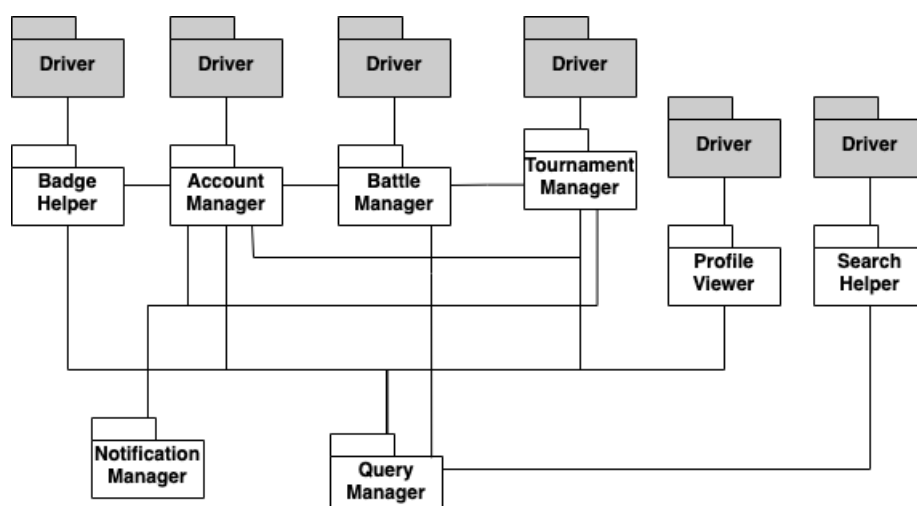 Driver
Driver
Driver
Driver
Driver
Driver
Badge
Helper
Account
Manager
Battle
Manager
Tournament
Manager
Profile
Viewer
Search
Helper
Notification
Manager
Query
Manager